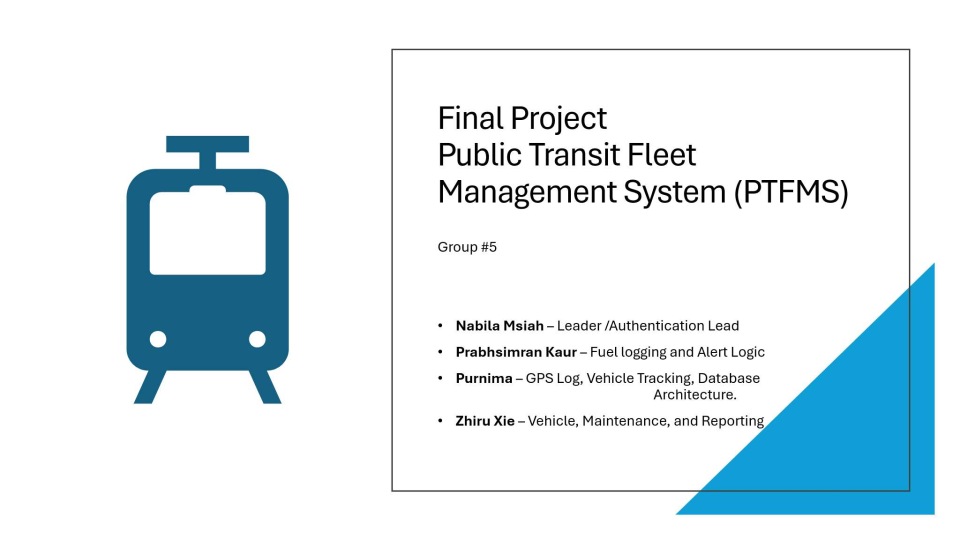 Final Project
Public Transit Fleet
Management System (PTFMS)
Group #5
• Nabila Msiah – Leader /Authentication Lead
• Prabhsimran Kaur – Fuel logging and Alert Logic
• Purnima – GPS Log, Vehicle Tracking, Database
Architecture.
• Zhiru Xie – Vehicle, Maintenance, and Reporting